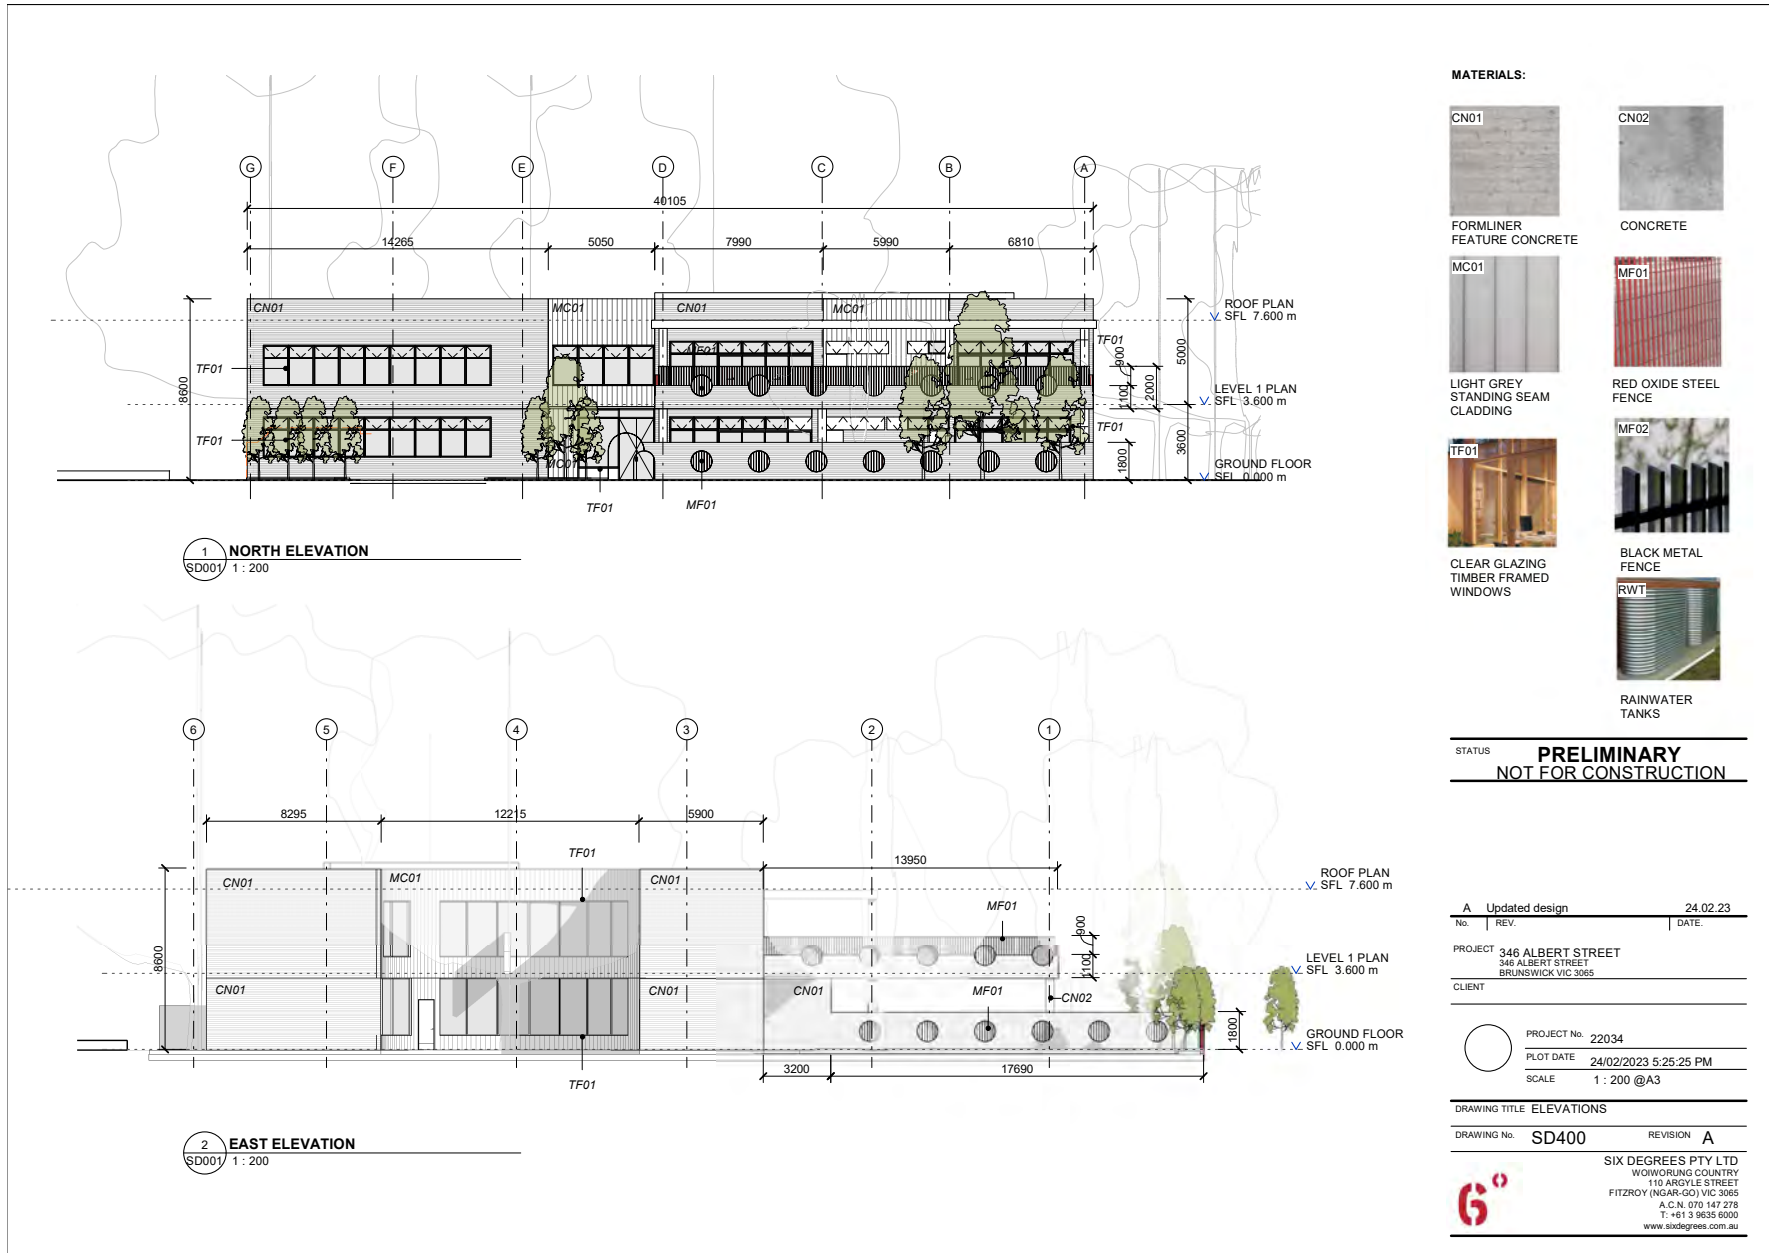 G
F
E
D
C
B
A
40105
14265
5050
7990
5990
6810
CN01
MC01
CN01
MC01
MF01
TF01
TF01
TF01
TF01
MC01
TF01
MF01
8600
900
1100
2000
5000
3600
1800
ROOF PLAN
SFL 7.600 m
LEVEL 1 PLAN
SFL 3.600 m
GROUND FLOOR
SFL 0.000 m
1
SD001
NORTH ELEVATION
1 : 200
6
5
4
3
2
1
8295
12215
5900
13950
TF01
CN01
MC01
CN01
MF01
CN01
CN01
CN01
MF01
CN02
TF01
8600
900
1100
1800
3200
17690
ROOF PLAN
SFL 7.600 m
LEVEL 1 PLAN
SFL 3.600 m
GROUND FLOOR
SFL 0.000 m
2
SD001
EAST ELEVATION
1 : 200
MATERIALS:
CN01
FORMLINER
FEATURE CONCRETE
CN02
CONCRETE
MC01
LIGHT GREY
STANDING SEAM
CLADDING
MF01
RED OXIDE STEEL
FENCE
TF01
CLEAR GLAZING
TIMBER FRAMED
WINDOWS
MF02
BLACK METAL
FENCE
RWT
RAINWATER
TANKS
STATUS
PRELIMINARY
NOT FOR CONSTRUCTION
A Updated design 24.02.23
No. REV. DATE.
PROJECT 346 ALBERT STREET
346 ALBERT STREET
BRUNSWICK VIC 3065
CLIENT
PROJECT No. 22034
PLOT DATE 24/02/2023 5:25:25 PM
SCALE 1 : 200 @A3
DRAWING TITLE ELEVATIONS
DRAWING No. SD400 REVISION A
6°
SIX DEGREES PTY LTD
WOIWORUNG COUNTRY
110 ARGYLE STREET
FITZROY (NGAR-GO) VIC 3065
A.C.N. 070 147 278
T: +61 3 9635 6000
www.sixdegrees.com.au